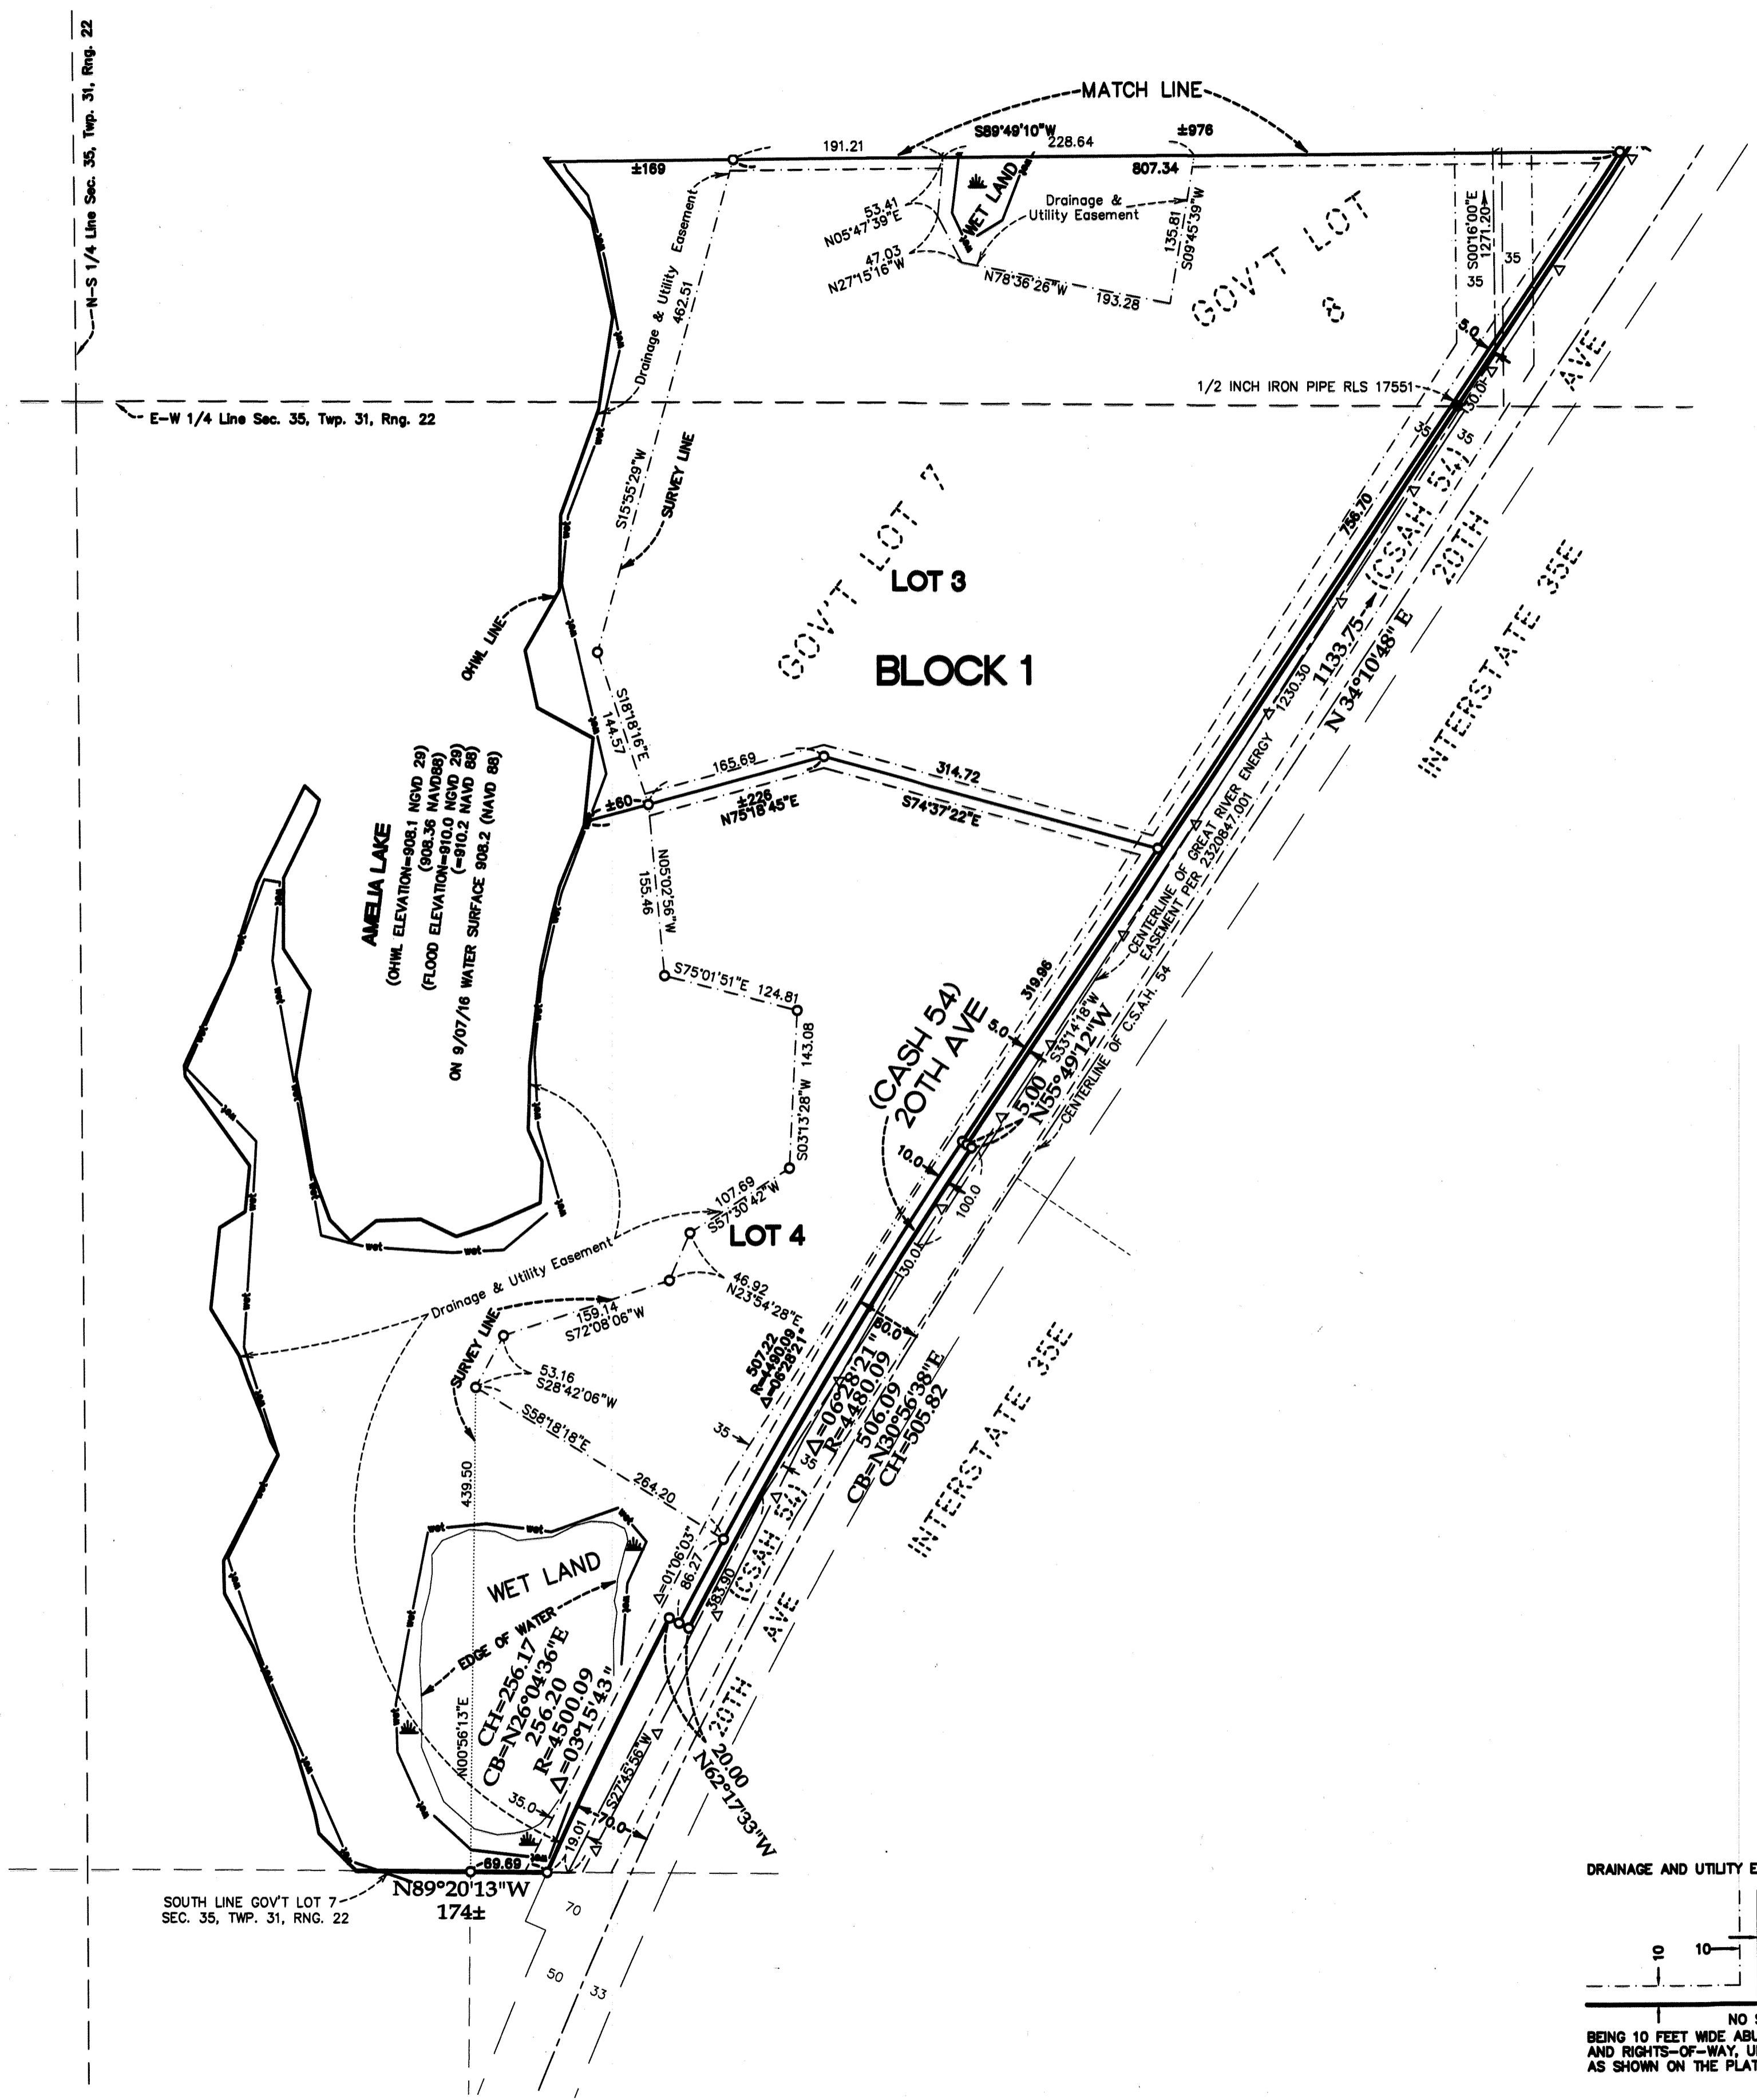 N-S 1/4 Line Sec. 35, Twp. 31, Rng. 22
MATCH LINE
S89°49'10"W
±976
191.21
228.64
±169
807.34
WET LAND
Drainage &
Utility Easement
53.41
N05°47'39"E
47.03
N27°15'16"W
N78°36'26"W
193.28
135.81
S09°45'39"W
GOV'T LOT
8
S00°16'00"E
1271.20
35
35
5.0
Drainage & Utility Easement
462.51
1/2 INCH IRON PIPE RLS 17551
130.0
AVE
E-W 1/4 Line Sec. 35, Twp. 31, Rng. 22
35
35
S15°55'29"W
SURVEY LINE
GOV'T LOT 7
LOT 3
BLOCK 1
OHWL LINE
756.70
(CSAH 54)
20TH
1133.75
N 34°10'48" E
1230.30
INTERSTATE 35E
S18°18'16"E
144.57
165.69
±60
±226
N75°18'45"E
314.72
S74°37'22"E
AMELIA LAKE
(OHWL ELEVATION=908.1 NGVD 29)
(908.36 NAVD88)
(FLOOD ELEVATION=910.0 NGVD 29)
(=910.2 NAVD 88)
ON 9/07/16 WATER SURFACE 908.2 (NAVD 88)
N05°02'56"W
155.46
S75°01'51"E 124.81
S03°13'28"W 143.08
CENTERLINE OF GREAT RIVER ENERGY
EASEMENT PER 2320847.001
CENTERLINE OF C.S.A.H. 54
319.96
5.0
S33°14'18"W
5.00
N55°49'12"W
(CASH 54)
20TH AVE
10.0
100.0
107.69
S57°30'42"W
LOT 4
130.0
Drainage & Utility Easement
46.92
N23°54'28"E
159.14
S72°08'06"W
SURVEY LINE
53.16
S28°42'06"W
507.22
R=4490.09
Δ=06°28'21"
80.0
Δ=06°28'21"
R=4480.09
506.09
CB=N30°56'38"E
CH=505.82
INTERSTATE 35E
S58°18'18"E
264.20
35
35
439.50
Δ=01°06'03"
86.27
383.90
(CSAH 54)
AVE
20TH
WET LAND
EDGE OF WATER
CH=256.17
CB=N26°04'36"E
256.20
R=4500.09
Δ=03°15'43"
N00°56'13"E
S27°45'56"W
20.00
N62°17'33"W
35.0
70.0
19.01
69.69
N89°20'13"W
174±
SOUTH LINE GOV'T LOT 7
SEC. 35, TWP. 31, RNG. 22
70
50
33
DRAINAGE AND UTILITY E
10
10
NO
BEING 10 FEET WIDE ABU
AND RIGHTS-OF-WAY, U
AS SHOWN ON THE PLAT